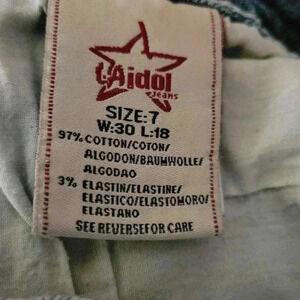 L'Aidol
Jeans
SIZE:7
W:30 L:18
97% COTTON/COTON/
ALGODON/BAUMWOLLE/
ALGODAO
3% ELASTIN/ELASTINE/
ELASTICO/ELASTOMORO/
ELASTANO
SEE REVERSEFOR CARE